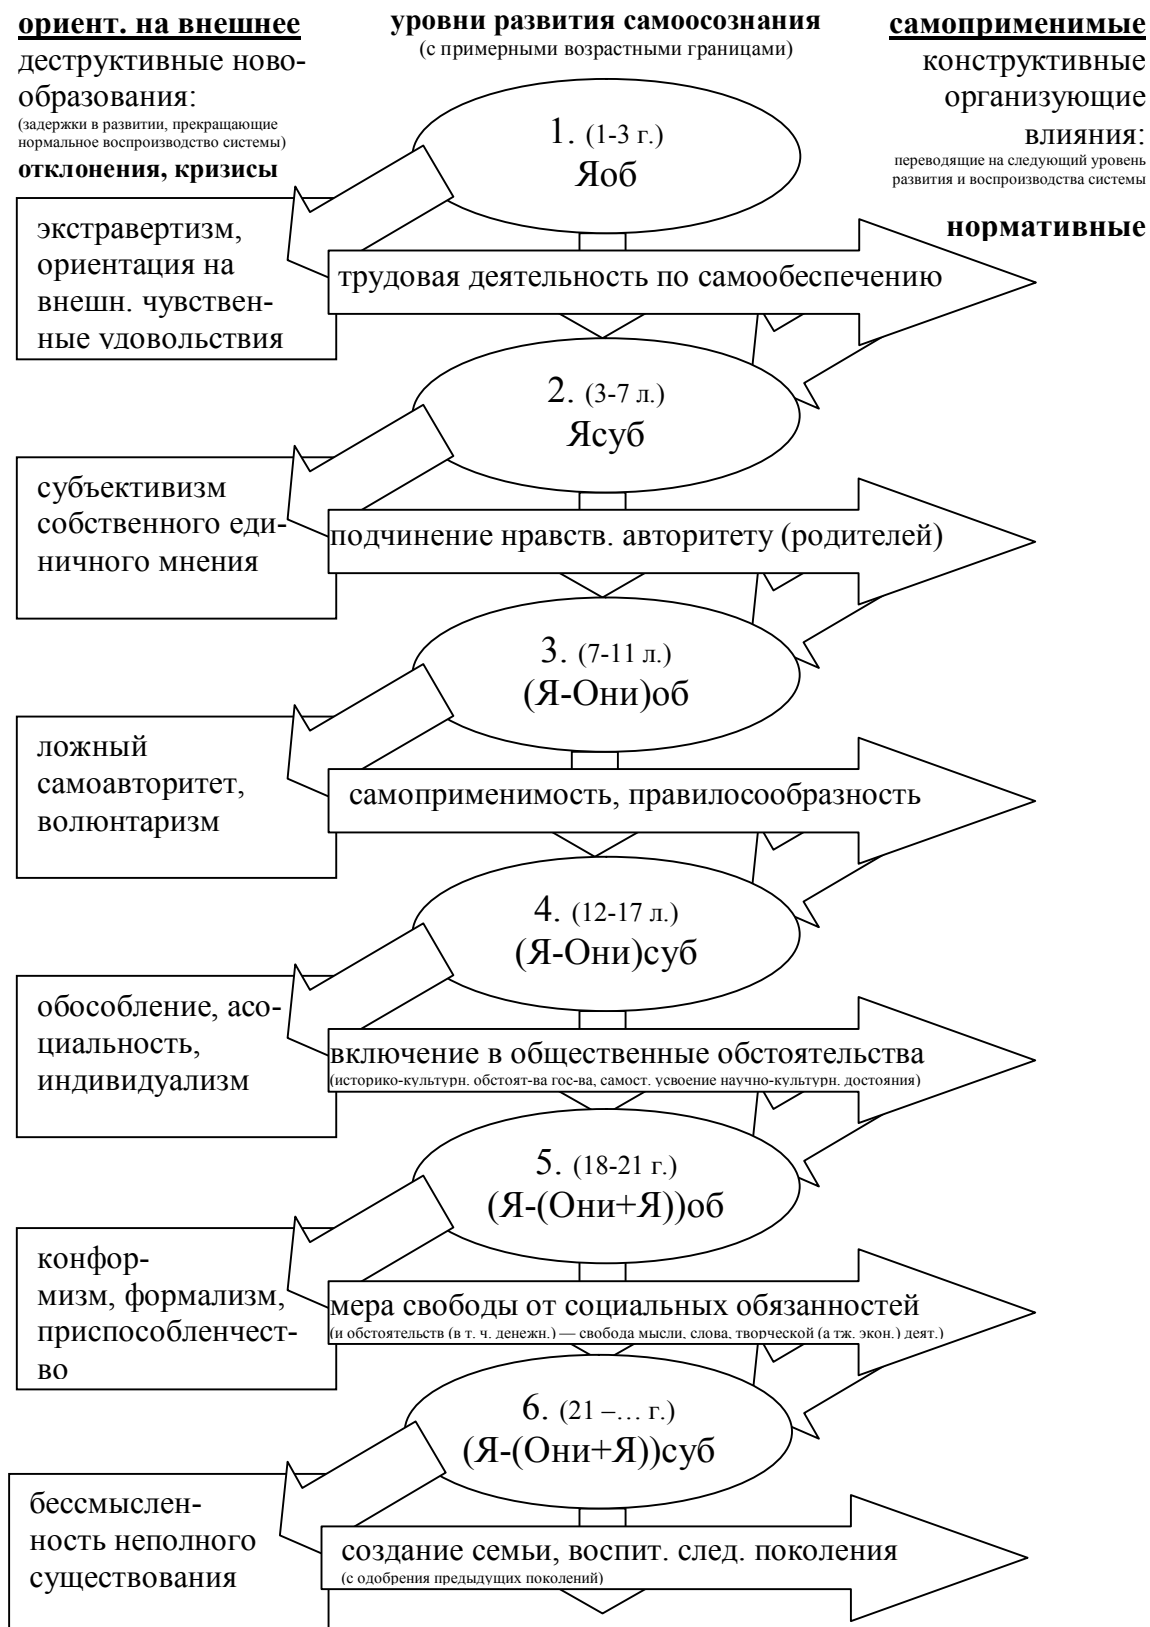 ориент. на внешнее
деструктивные ново-
образования:
(задержки в развитии, прекращающие
нормальное воспроизводство системы)
отклонения, кризисы
уровни развития самоосознания
(с примерными возрастными границами)
самоприменимые
конструктивные
организующие
влияния:
переводящие на следующий уровень
развития и воспроизводства системы
нормативные
1. (1-3 г.)
Яоб
экстравертизм,
ориентация на
внешн. чувствен-
ные удовольствия
трудовая деятельность по самообеспечению
2. (3-7 л.)
Ясуб
субъективизм
собственного еди-
ничного мнения
подчинение нравств. авторитету (родителей)
3. (7-11 л.)
(Я-Они)об
ложный
самоавторитет,
волюнтаризм
самоприменимость, правилосообразность
4. (12-17 л.)
(Я-Они)суб
обособление, асо-
циальность,
индивидуализм
включение в общественные обстоятельства
(историко-культурн. обстоят-ва гос-ва, самост. усвоение научно-культурн. достояния)
5. (18-21 г.)
(Я-(Они+Я))об
конфор-
мизм, формализм,
приспособленчест-
во
мера свободы от социальных обязанностей
(и обстоятельств (в т. ч. денежн.) — свобода мысли, слова, творческой (а тж. экон.) деят.)
6. (21 –… г.)
(Я-(Они+Я))суб
бессмыслен-
ность неполного
существования
создание семьи, воспит. след. поколения
(с одобрения предыдущих поколений)